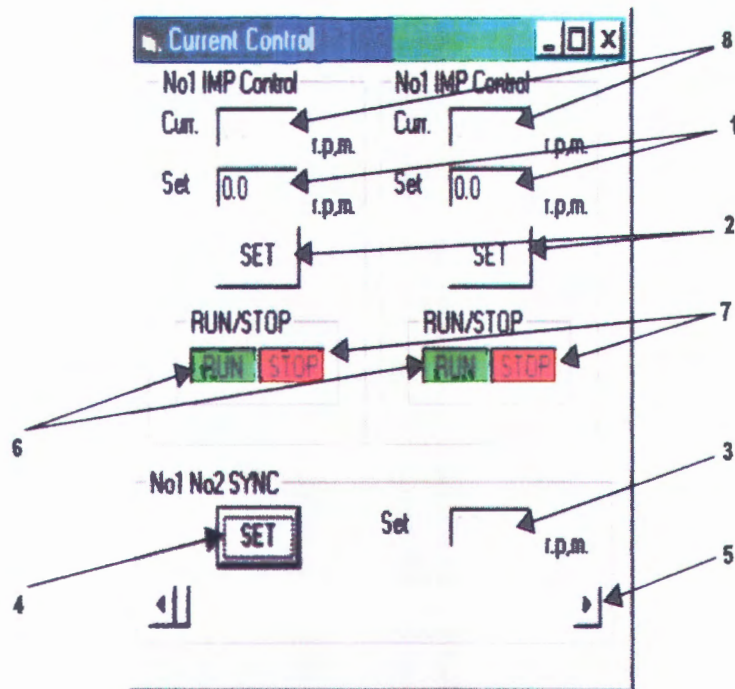 Current Control
8
No1 IMP Control No1 IMP Control
Curr. r.p,m. Curr. r.p,m.
1
Set 0.0 r.p,m. Set 0.0 r.p,m.
SET SET 2
RUN/STOP RUN/STOP 7
RUN STOP RUN STOP
6
No1 No2 SYNC 3
SET Set r.p,m.
5
4